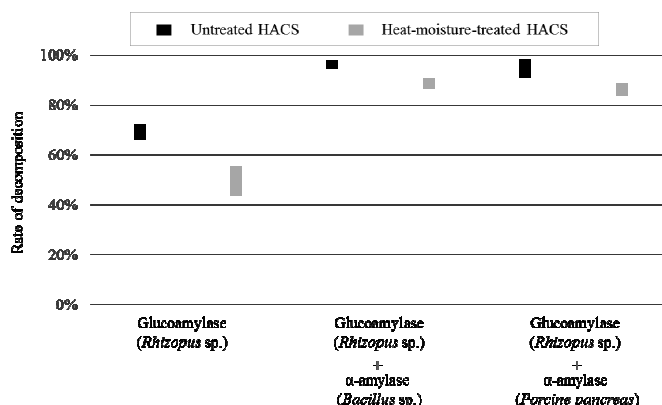 Untreated HACS
Heat-moisture-treated HACS
100%
80%
60%
40%
20%
0%
Rate of dacomposition
Glucoamylase
(Rhizopus sp.)
Glucoamylase
(Rhizopus sp.)
+
α-amylase
(Bacillus sp.)
Glucoamylase
(Rhizopus sp.)
+
α-amylase
(Porcine pancreas)